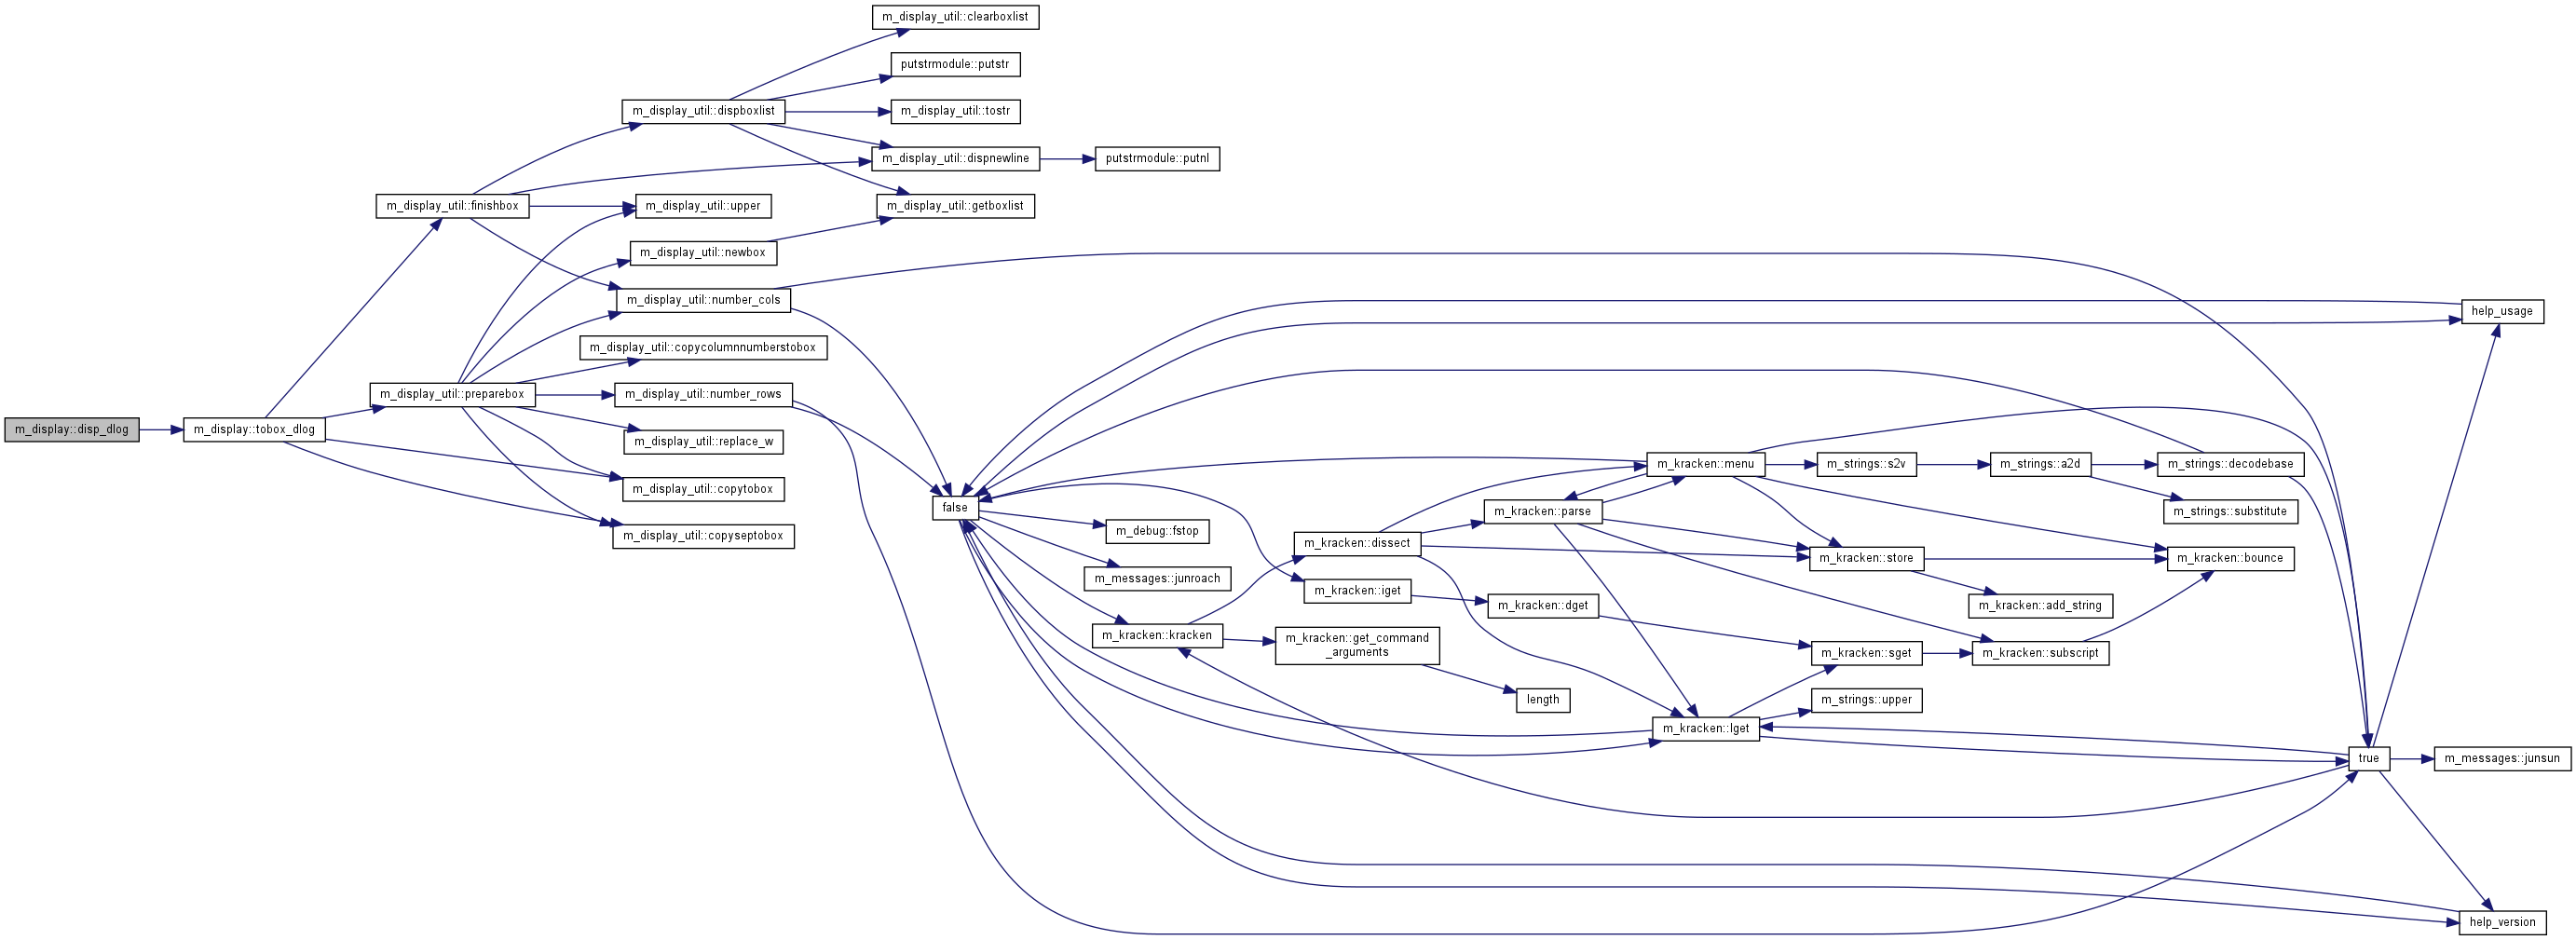 m_display_util::clearboxlist
putstrmodule::putstr
m_display_util::dispboxlist
m_display_util::tostr
m_display_util::dispnewline
putstrmodule::putnl
m_display_util::finishbox
m_display_util::upper
m_display_util::getboxlist
m_display_util::newbox
m_display_util::number_cols
help_usage
m_display_util::copycolumnnumberstobox
m_display_util::preparebox
m_display_util::number_rows
m_display::disp_dlog
m_display::tobox_dlog
m_display_util::replace_w
m_kracken::menu
m_strings::s2v
m_strings::a2d
m_strings::decodebase
m_display_util::copytobox
false
m_kracken::parse
m_strings::substitute
m_debug::fstop
m_display_util::copyseptobox
m_kracken::dissect
m_kracken::store
m_kracken::bounce
m_messages::junroach
m_kracken::iget
m_kracken::dget
m_kracken::add_string
m_kracken::kracken
m_kracken::get_command
_arguments
m_kracken::sget
m_kracken::subscript
length
m_strings::upper
m_kracken::lget
true
m_messages::junsun
help_version